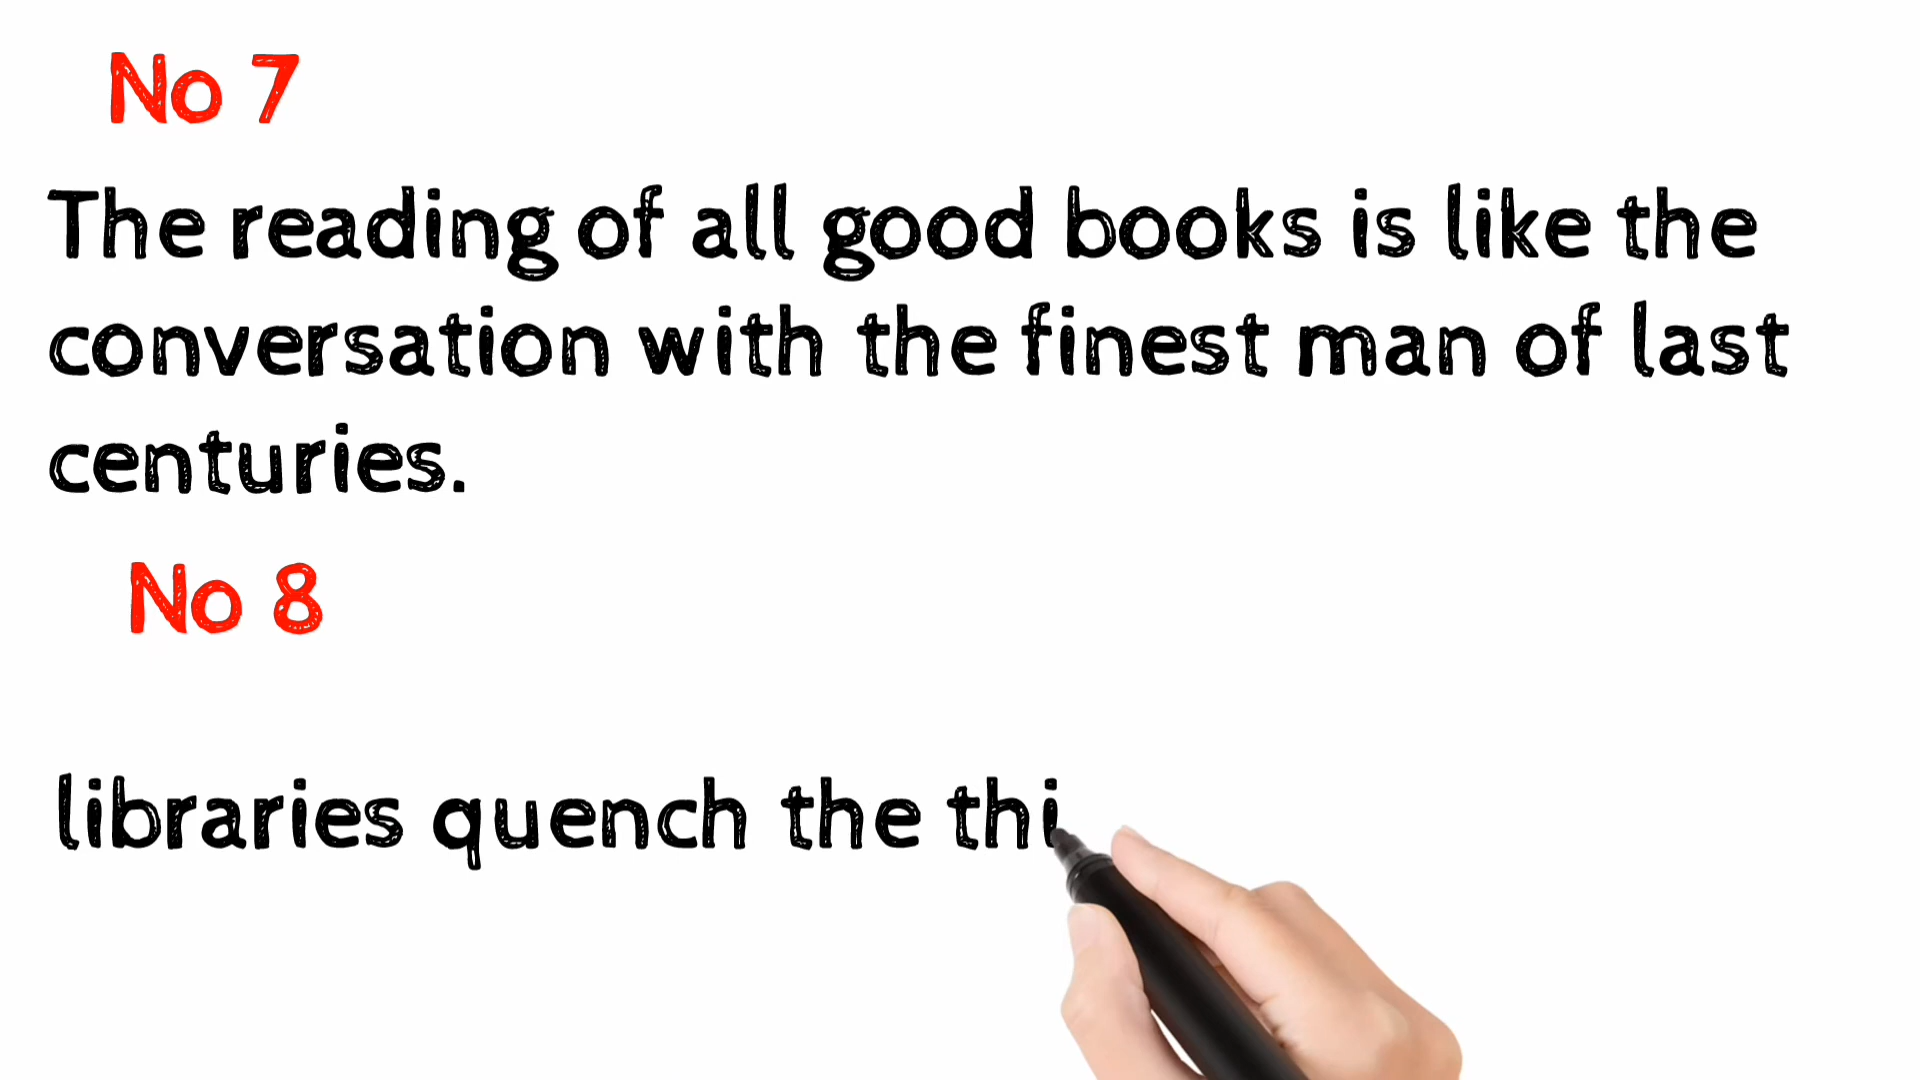 No 7
The reading of all good books is like the
conversation with the finest man of last
centuries.
No 8
libraries quench the thi